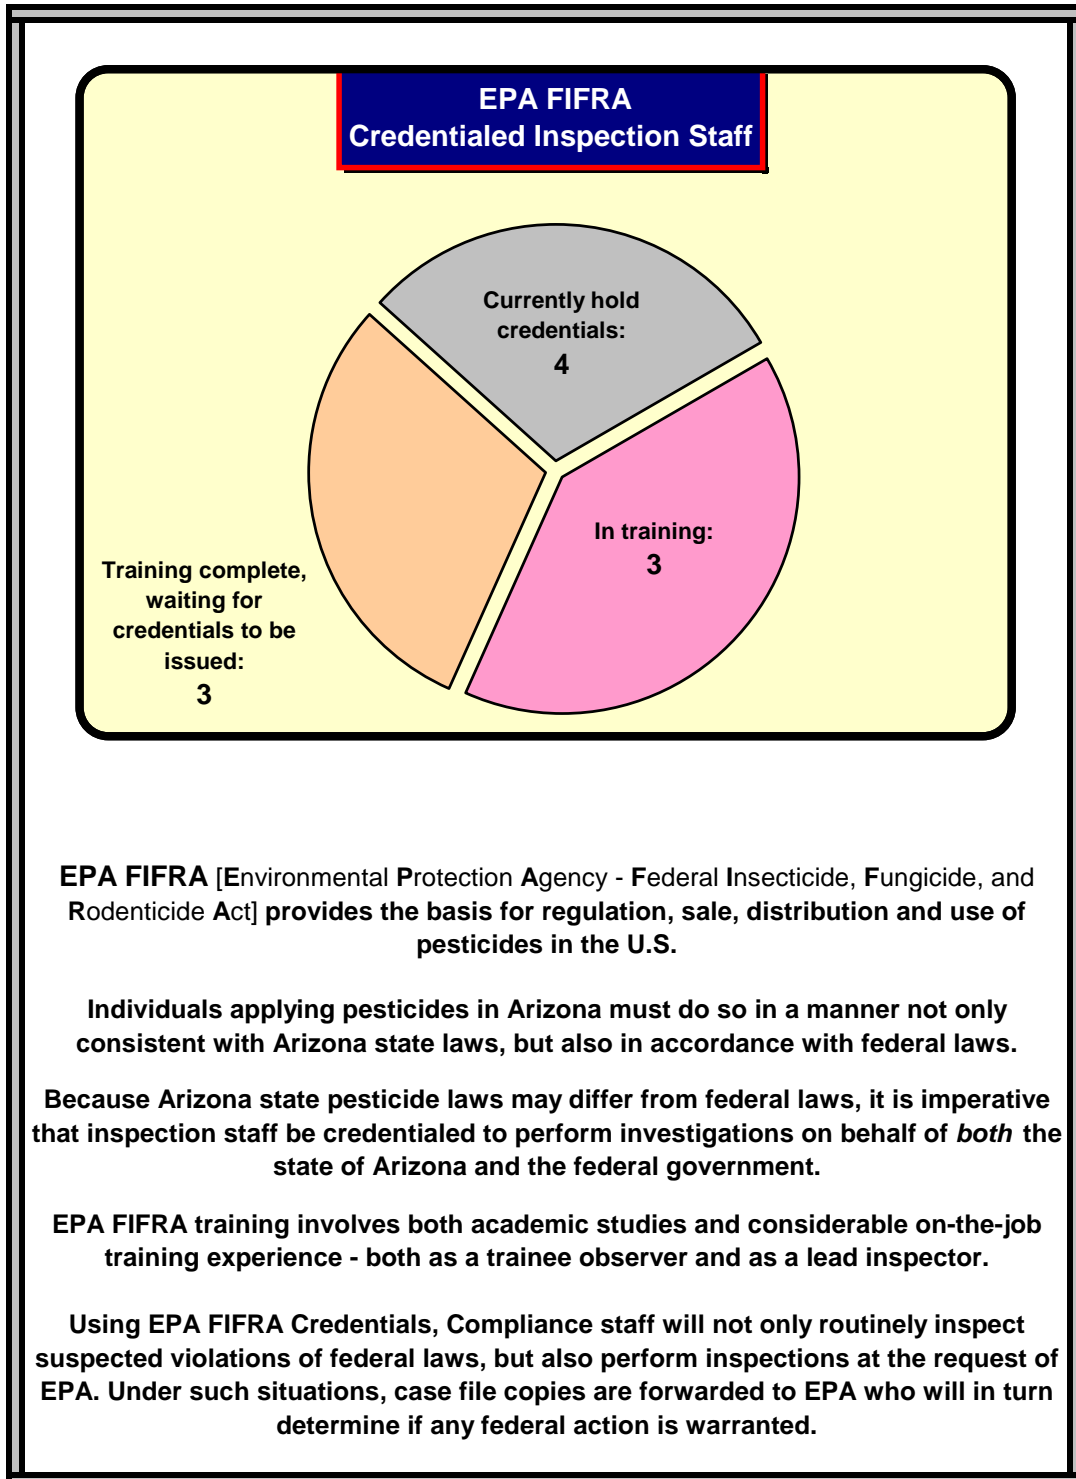 EPA FIFRA
Credentialed Inspection Staff
Currently hold
credentials:
4
In training:
3
Training complete,
waiting for
credentials to be
issued:
3
EPA FIFRA [Environmental Protection Agency - Federal Insecticide, Fungicide, and
Rodenticide Act] provides the basis for regulation, sale, distribution and use of
pesticides in the U.S.
Individuals applying pesticides in Arizona must do so in a manner not only
consistent with Arizona state laws, but also in accordance with federal laws.
Because Arizona state pesticide laws may differ from federal laws, it is imperative
that inspection staff be credentialed to perform investigations on behalf of both the
state of Arizona and the federal government.
EPA FIFRA training involves both academic studies and considerable on-the-job
training experience - both as a trainee observer and as a lead inspector.
Using EPA FIFRA Credentials, Compliance staff will not only routinely inspect
suspected violations of federal laws, but also perform inspections at the request of
EPA. Under such situations, case file copies are forwarded to EPA who will in turn
determine if any federal action is warranted.